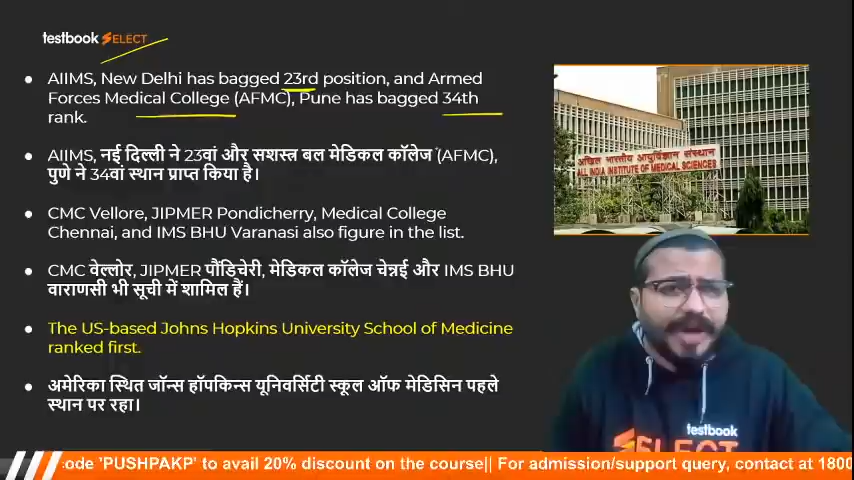 testbook SELECT
AIIMS, New Delhi has bagged 23rd position, and Armed
Forces Medical College (AFMC), Pune has bagged 34th
rank.
AIIMS, नई दिल्ली ने 23वां और सशस्त्र बल मेडिकल कॉलेज (AFMC),
पुणे ने 34वां स्थान प्राप्त किया है।
CMC Vellore, JIPMER Pondicherry, Medical College
Chennai, and IMS BHU Varanasi also figure in the list.
CMC वेल्लोर, JIPMER पौंडिचेरी, मेडिकल कॉलेज चेन्नई और IMS BHU
वाराणसी भी सूची में शामिल हैं।
The US-based Johns Hopkins University School of Medicine
ranked first.
अमेरिका स्थित जॉन्स हॉपकिन्स यूनिवर्सिटी स्कूल ऑफ मेडिसिन पहले
स्थान पर रहा।
अखिल भारतीय आयुर्विज्ञान संस्थान
ALL INDIA INSTITUTE OF MEDICAL SCIENCES
testbook
SELECT
ode 'PUSHPAKP' to avail 20% discount on the course|| For admission/support query, contact at 1800